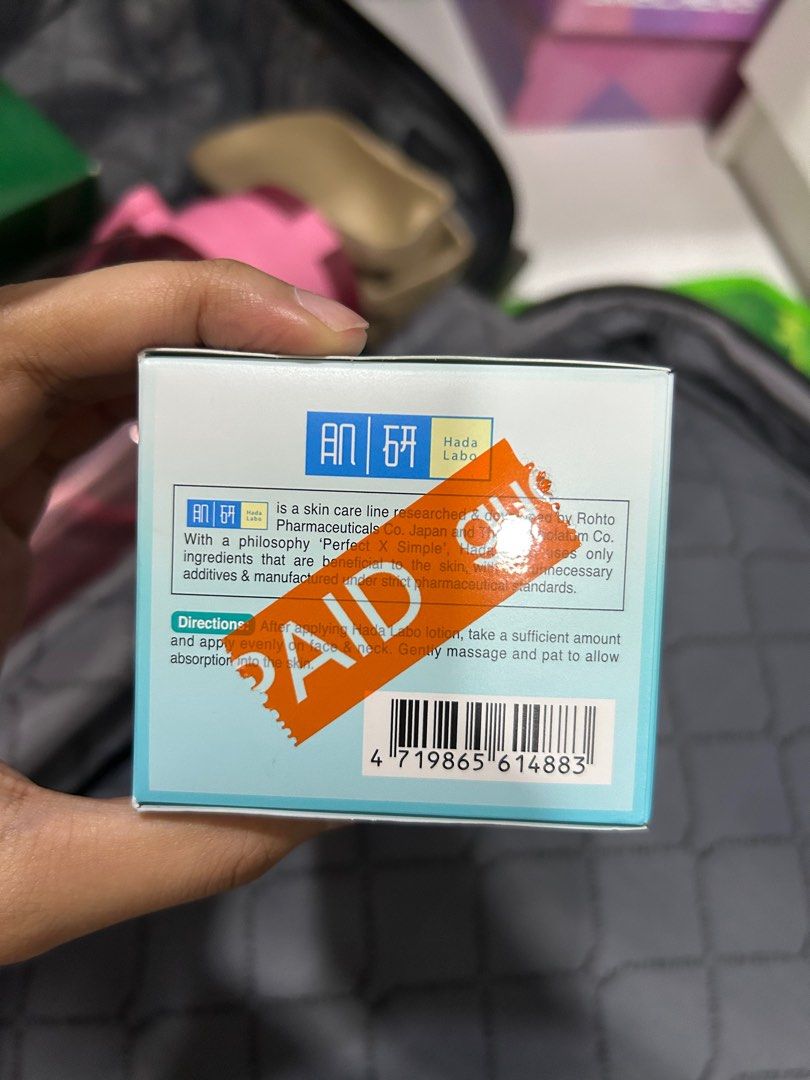 肌研 Hada
Labo
肌研 Hada Labo is a skin care line researched & by Rohto
Pharmaceuticals Co. Japan and Co.
With a philosophy ‘Perfect X Simple’, only
ingredients that are beneficial to the skin,
additives & manufactured under strict pharmaceutical standards.
Directions: After applying Hada Labo lotion, take a sufficient amount
and apply evenly on face & neck. Gently massage and pat to allow
absorption into the skin.
PAID
4 719865 614883